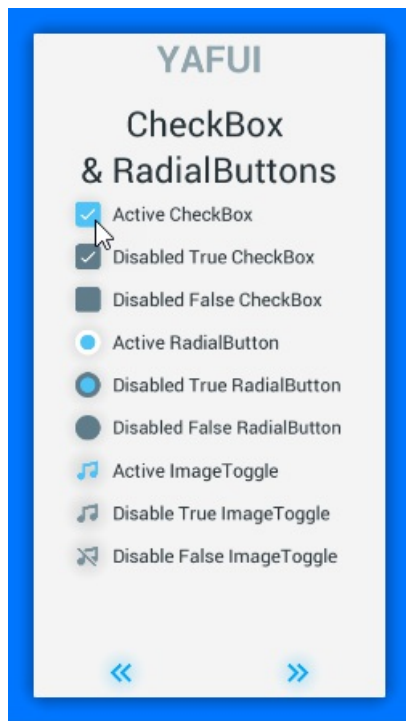 YAFUI
CheckBox
& RadialButtons
Active CheckBox
Disabled True CheckBox
Disabled False CheckBox
Active RadialButton
Disabled True RadialButton
Disabled False RadialButton
Active ImageToggle
Disable True ImageToggle
Disable False ImageToggle